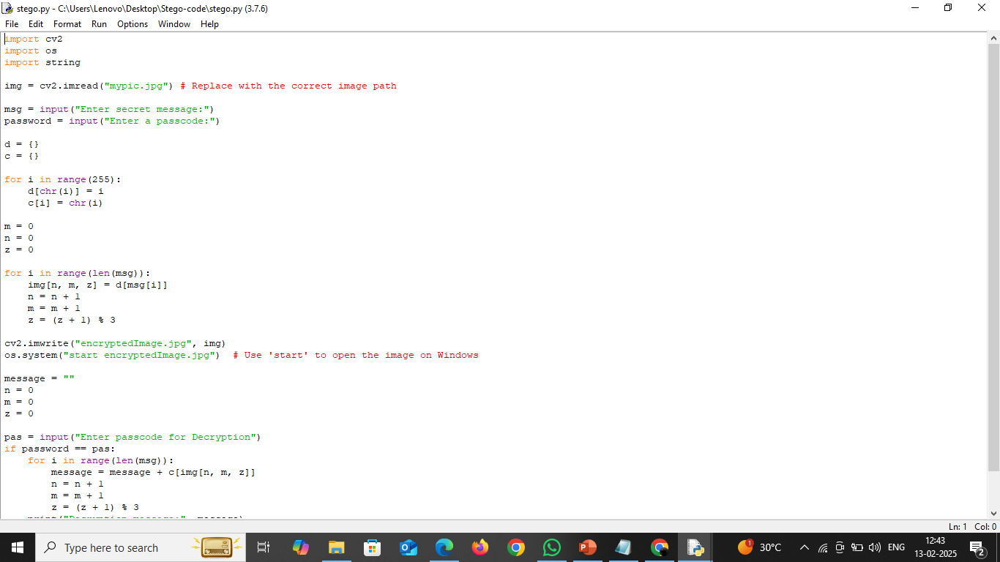 stego.py - C:\Users\Lenovo\Desktop\Stego-code\stego.py (3.7.6)
File Edit Format Run Options Window Help
import cv2
import os
import string
img = cv2.imread("mypic.jpg") # Replace with the correct image path
msg = input("Enter secret message:")
password = input("Enter a passcode:")
d = {}
c = {}
for i in range(255):
    d[chr(i)] = i
    c[i] = chr(i)
m = 0
n = 0
z = 0
for i in range(len(msg)):
    img[n, m, z] = d[msg[i]]
    n = n + 1
    m = m + 1
    z = (z + 1) % 3
cv2.imwrite("encryptedImage.jpg", img)
os.system("start encryptedImage.jpg")  # Use 'start' to open the image on Windows
message = ""
n = 0
m = 0
z = 0
pas = input("Enter passcode for Decryption")
if password == pas:
    for i in range(len(msg)):
        message = message + c[img[n, m, z]]
        n = n + 1
        m = m + 1
        z = (z + 1) % 3
Ln: 1 Col: 0
Type here to search
1
30°C
ENG
12:43
13-02-2025
2